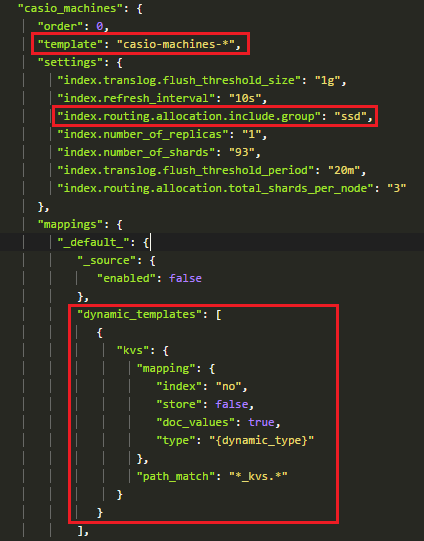 "casio_machines": {
"order": 0,
"template": "casio-machines-*",
"settings": {
"index.translog.flush_threshold_size": "1g",
"index.refresh_interval": "10s",
"index.routing.allocation.include.group": "ssd",
"index.number_of_replicas": "1",
"index.number_of_shards": "93",
"index.translog.flush_threshold_period": "20m",
"index.routing.allocation.total_shards_per_node": "3"
},
"mappings": {
"_default_": {
"_source": {
"enabled": false
},
"dynamic_templates": [
{
"kvs": {
"mapping": {
"index": "no",
"store": false,
"doc_values": true,
"type": "{dynamic_type}"
},
"path_match": "*_kvs.*"
}
}
],